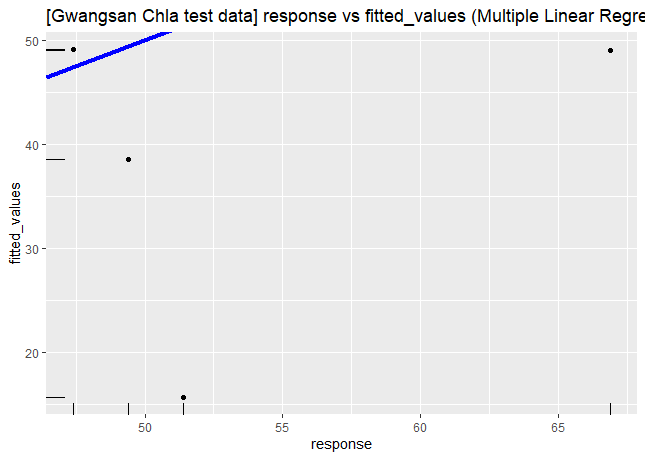 [Gwangsan Chla test data] response vs fitted_values (Multiple Linear Regre
50
40
30
20
fitted_values
50
55
60
65
response